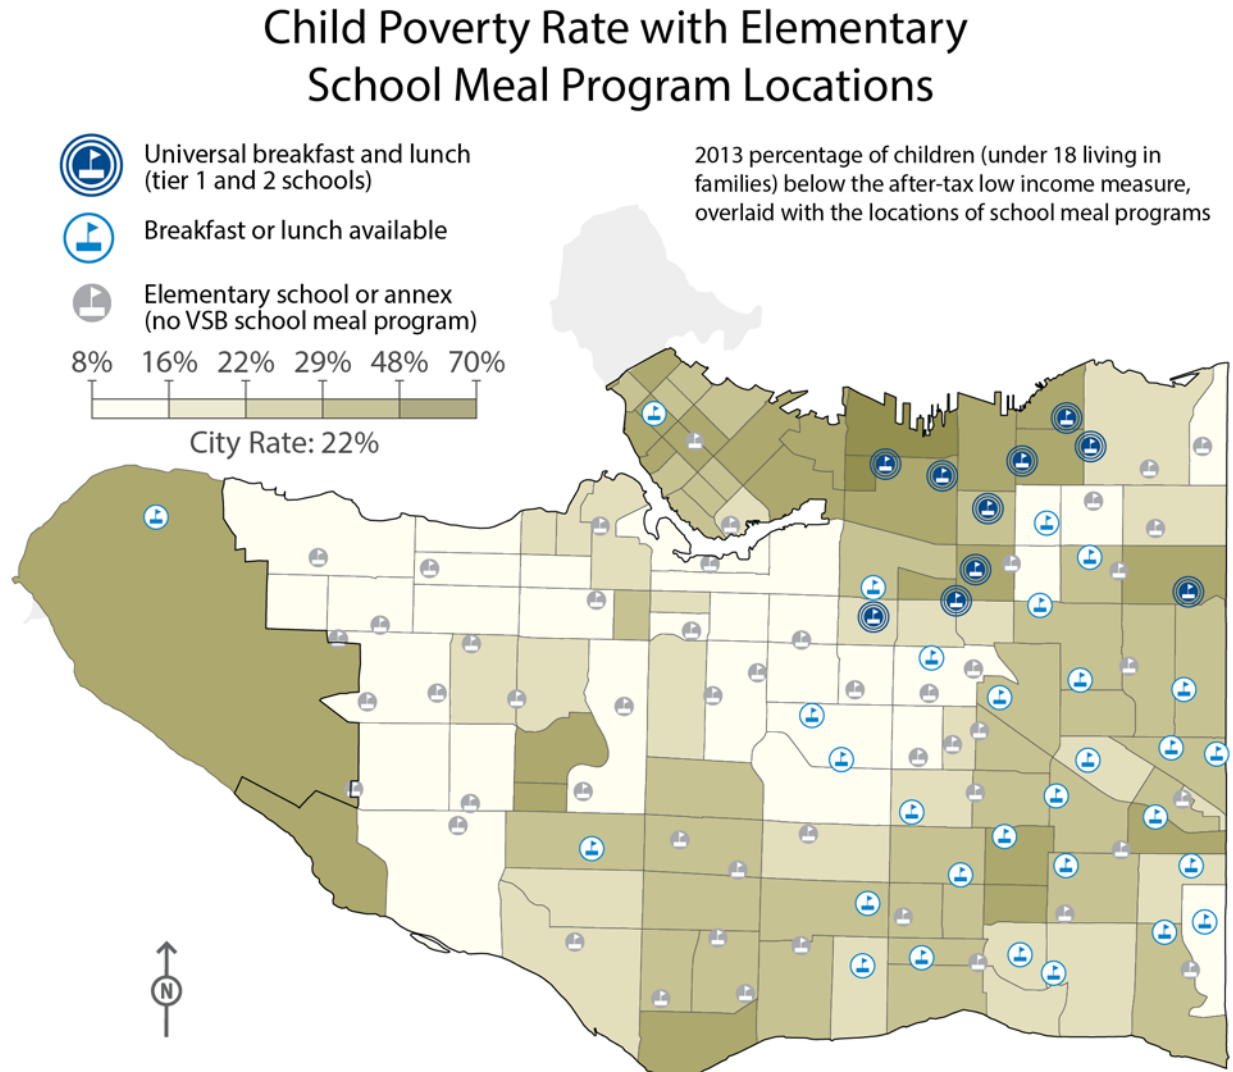 Child Poverty Rate with Elementary
School Meal Program Locations
Universal breakfast and lunch
(tier 1 and 2 schools)
Breakfast or lunch available
Elementary school or annex
(no VSB school meal program)
8% 16% 22% 29% 48% 70%
City Rate: 22%
2013 percentage of children (under 18 living in
families) below the after-tax low income measure,
overlaid with the locations of school meal programs
N